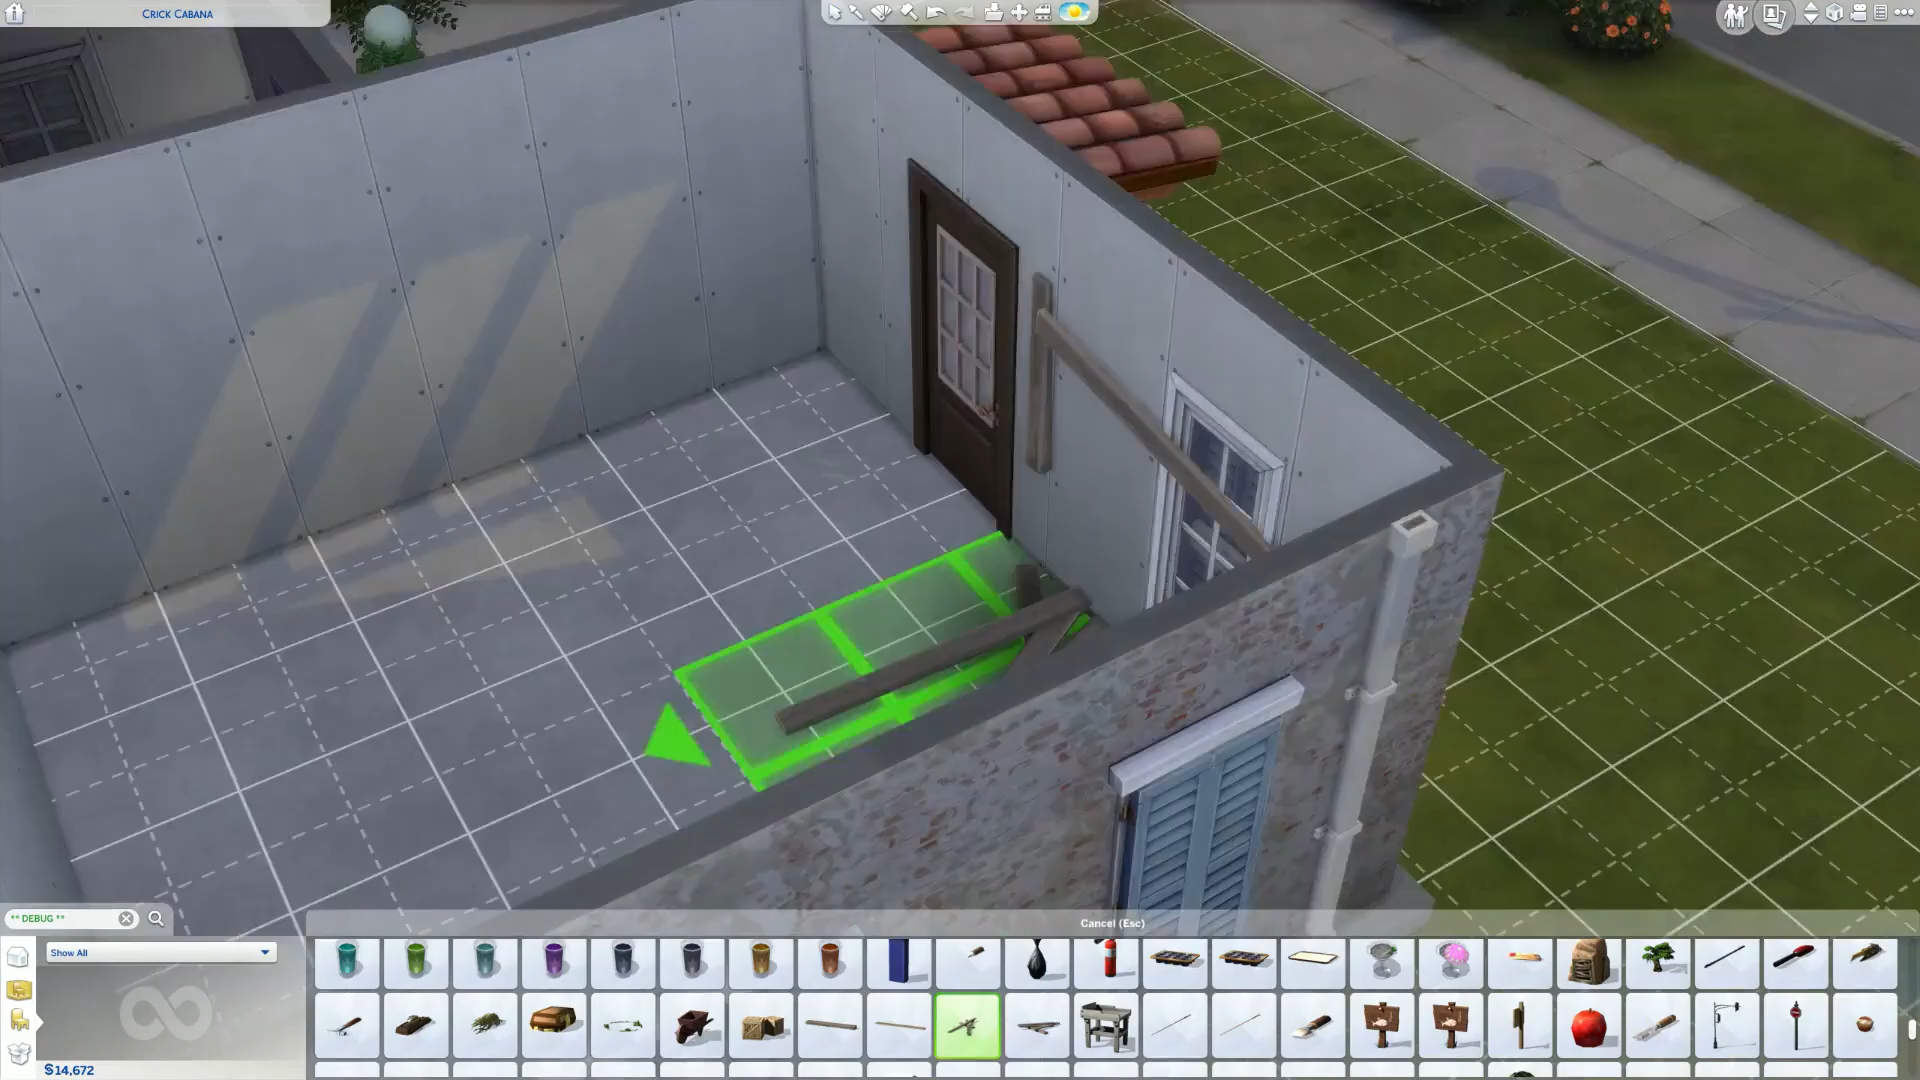 CRICK CABANA
** DEBUG **
Cancel (Esc)
Show All
$14,672